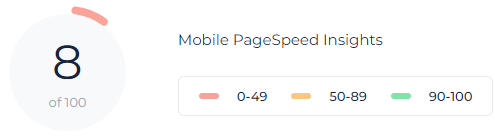 8
of 100
Mobile PageSpeed Insights
0-49 50-89 90-100